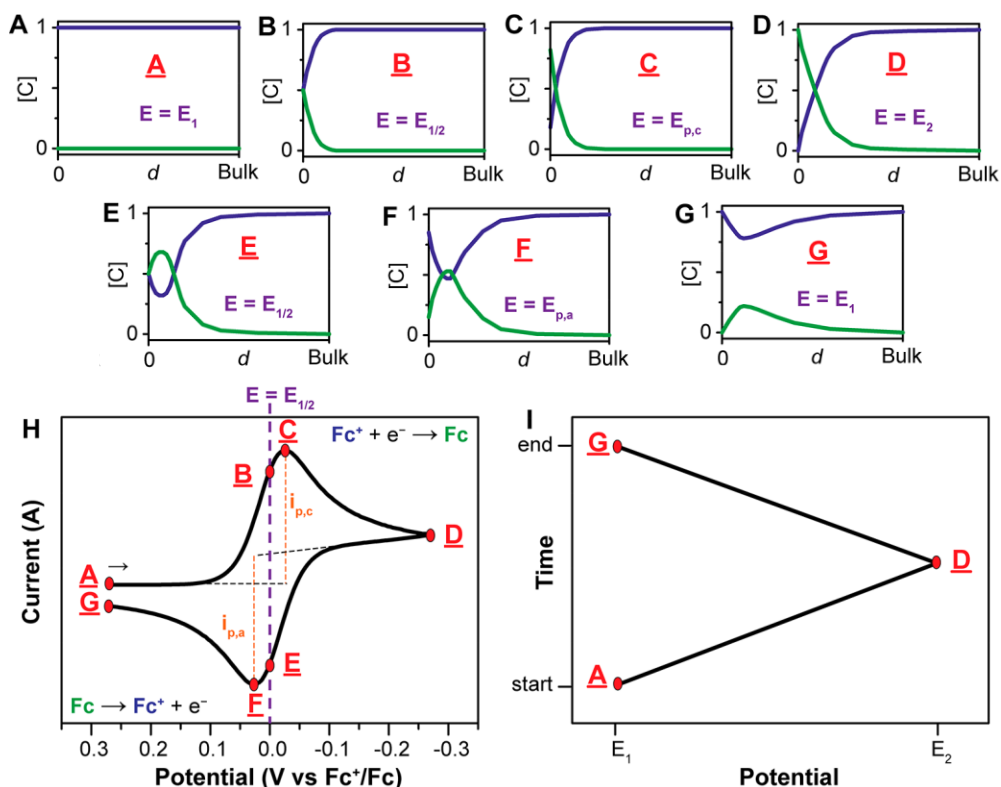 A
1
[C]
0
A
E = E₁
0 d Bulk
B
1
0
B
E = E₁/₂
0 d Bulk
C
1
[C]
0
C
E = Eₚ,c
0 d Bulk
D
1
[C]
0
D
E = E₂
0 d Bulk
E
1
[C]
0
E
E = E₁/₂
0 d Bulk
F
1
[C]
0
F
E = Eₚ,a
0 d Bulk
G
1
[C]
0
G
E = E₁
0 d Bulk
E = E₁/₂
H
C
Fc⁺ + e⁻ → Fc
B
iₚ,c
D
A →
G
iₚ,a
E
F
Fc → Fc⁺ + e⁻
Current (A)
0.3 0.2 0.1 0.0 -0.1 -0.2 -0.3
Potential (V vs Fc⁺/Fc)
I
end
G
Time
D
A
start
E₁ E₂
Potential